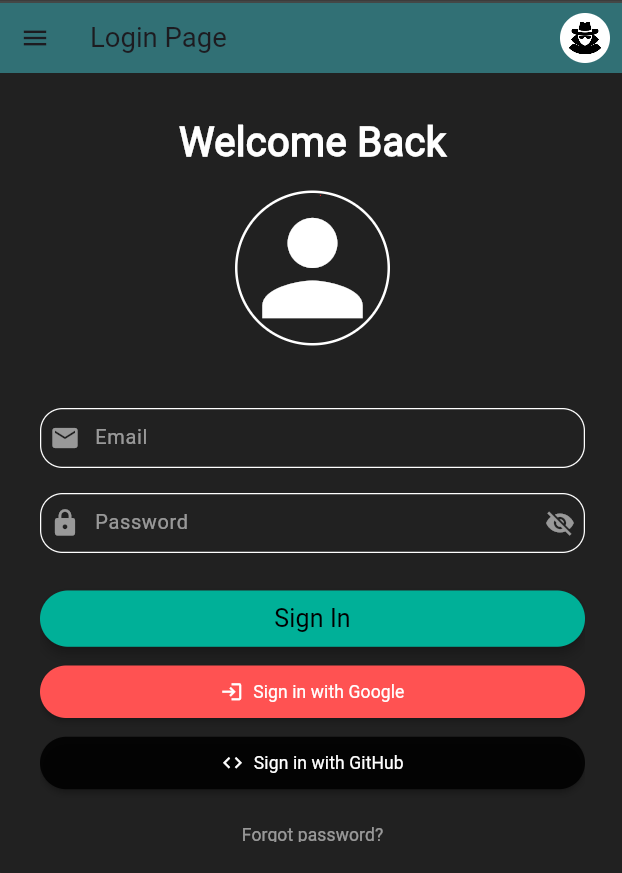 Login Page
Welcome Back
Email
Password
Sign In
Sign in with Google
Sign in with GitHub
Forgot password?